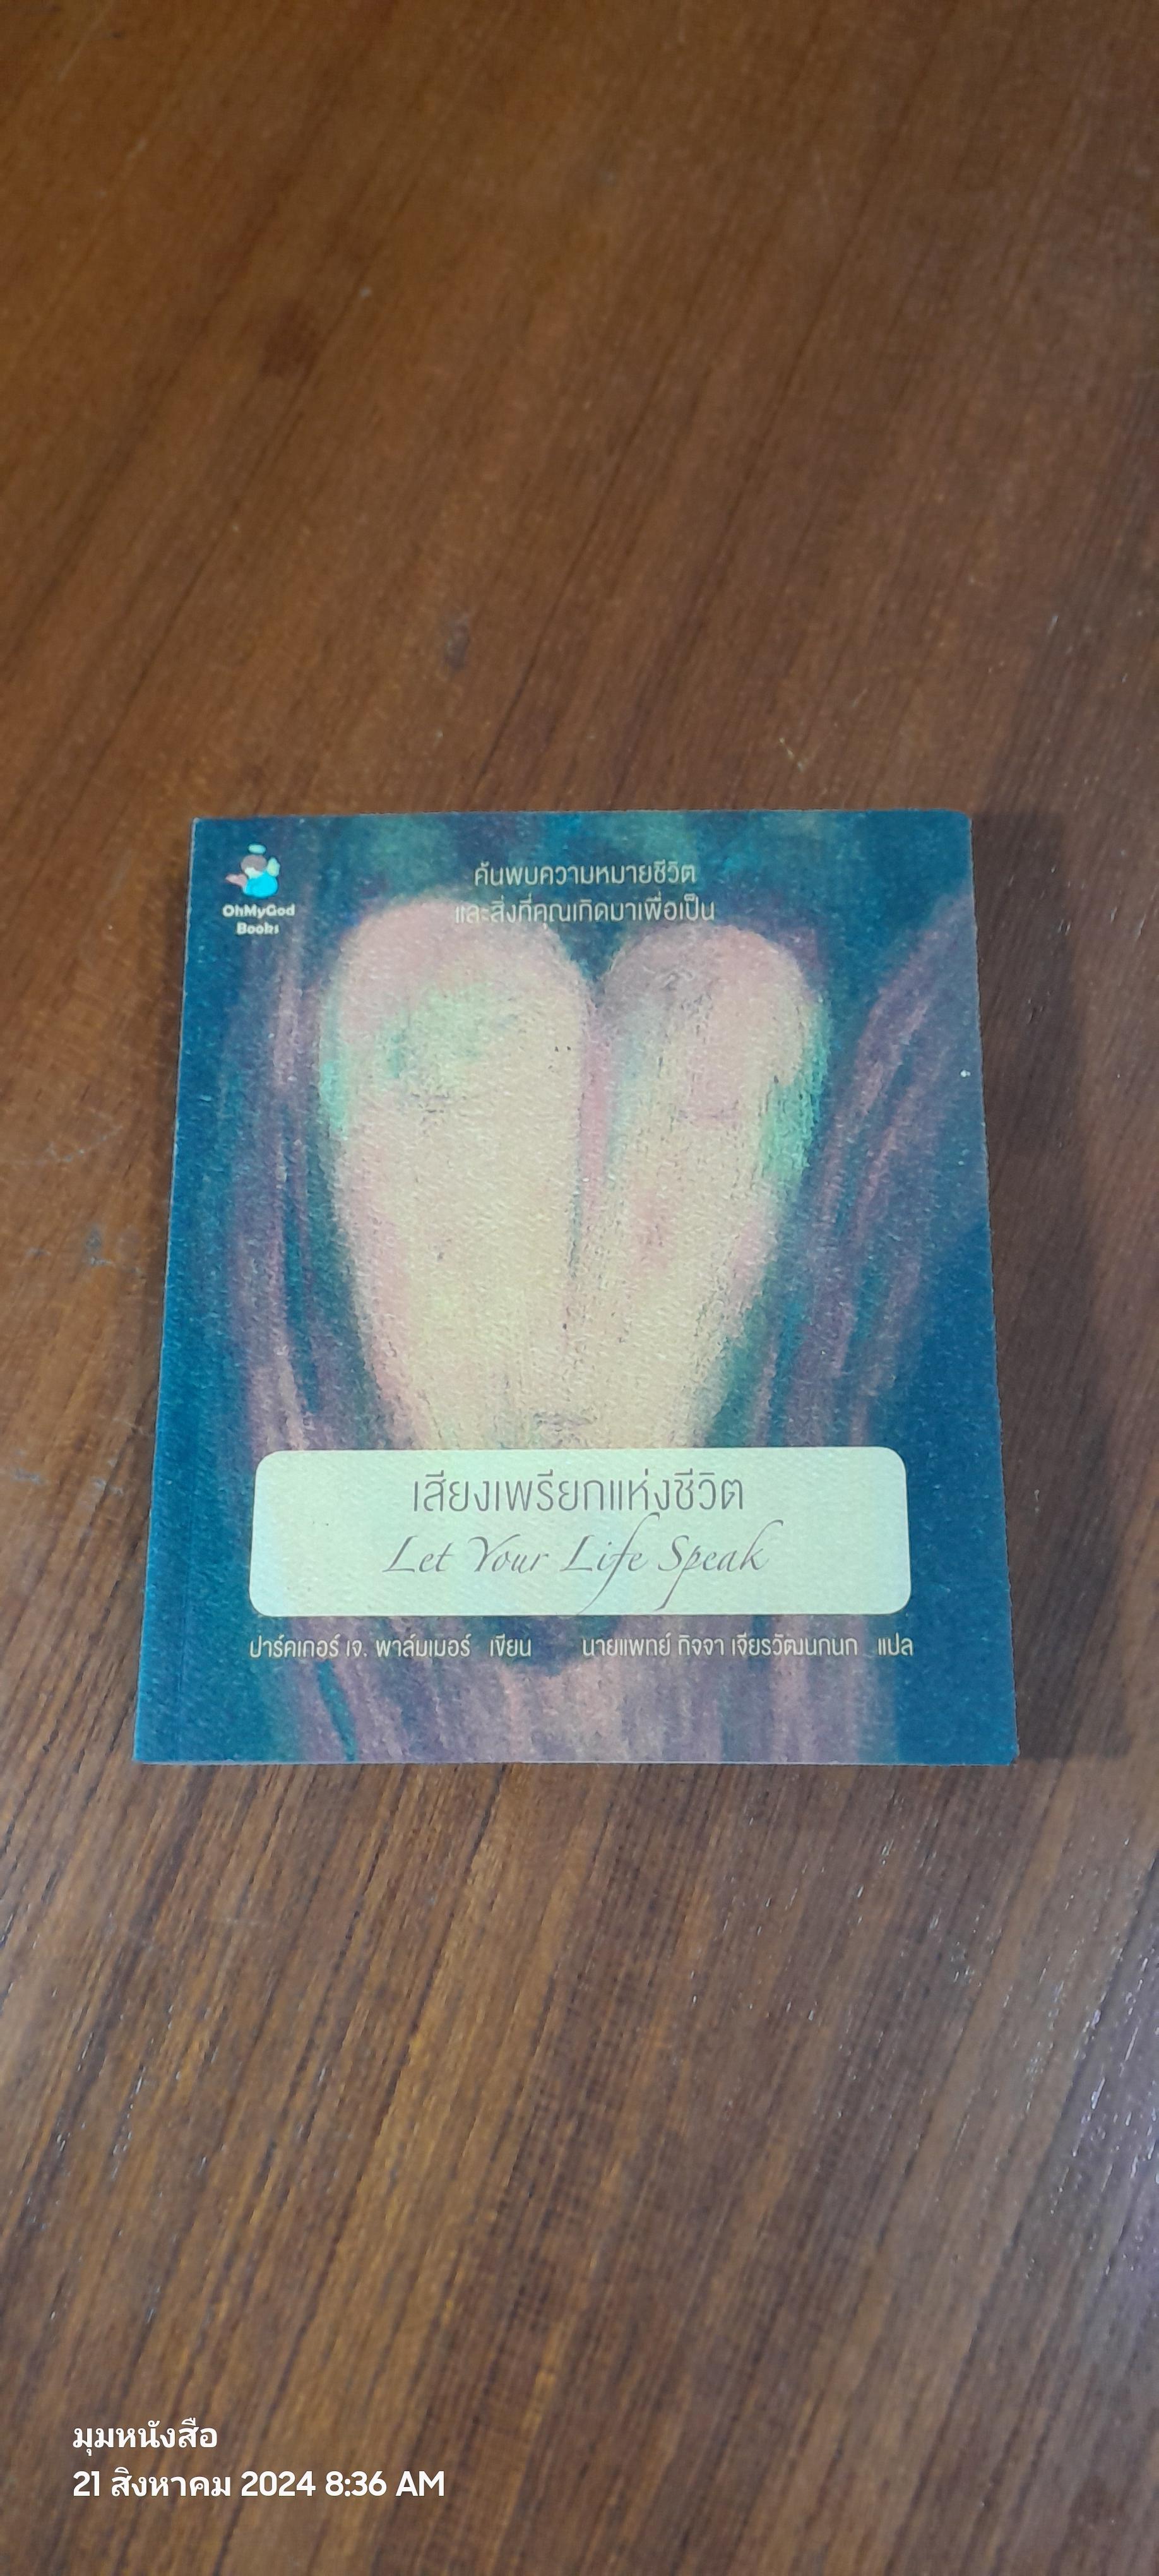 OhMyGod
Books
ค้นพบความหมายชีวิต
และสิ่งที่คุณเกิดมาเพื่อเป็น
เสียงเพรียกแห่งชีวิต
Let Your Life Speak
ปาร์คเกอร์ เจ. พาล์มเมอร์ เขียน นายแพทย์ กิจจา เจียรวัฒนกนก แปล
มุมหนังสือ
21 สิงหาคม 2024 8:36 AM